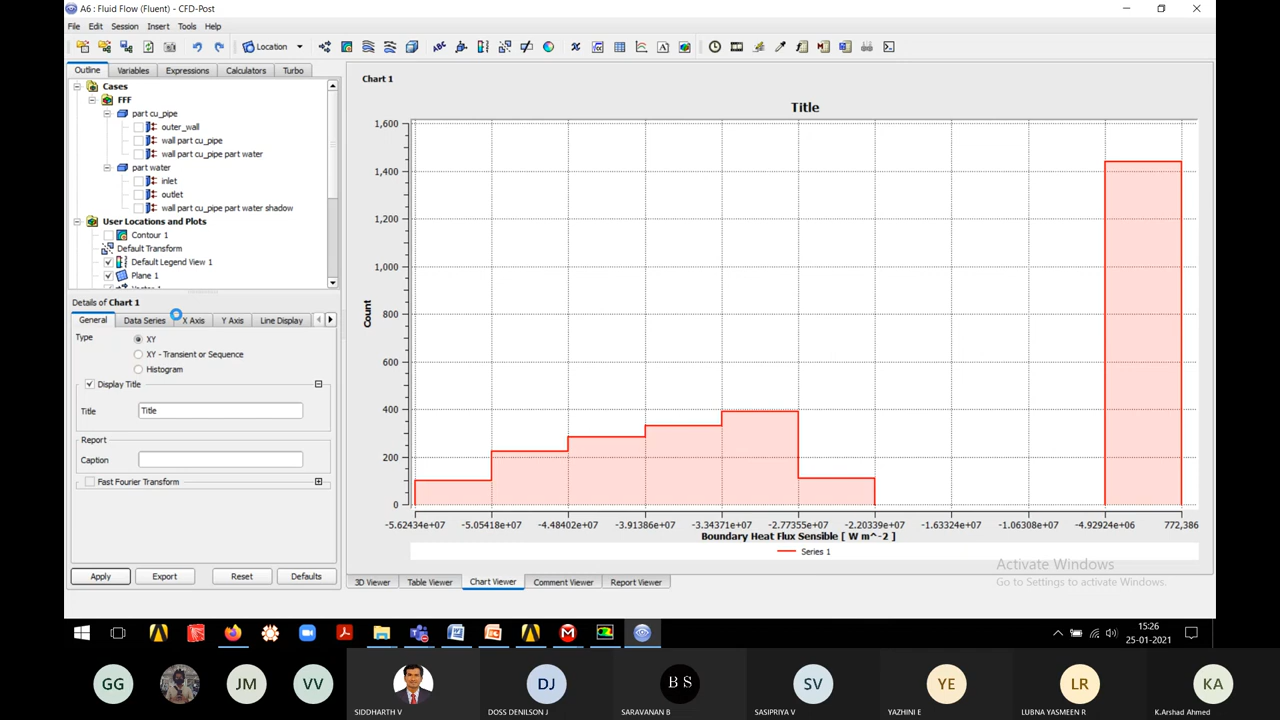 A6 : Fluid Flow (Fluent) - CFD-Post
File Edit Session Insert Tools Help
Location
Outline Variables Expressions Calculators Turbo
Cases
FFF
part cu_pipe
outer_wall
wall part cu_pipe
wall part cu_pipe part water
part water
inlet
outlet
wall part cu_pipe part water shadow
User Locations and Plots
Contour 1
Default Transform
Default Legend View 1
Plane 1
Details of Chart 1
General Data Series X Axis Y Axis Line Display
Type
XY
XY - Transient or Sequence
Histogram
Display Title
Title Title
Report
Caption
Fast Fourier Transform
Apply Export Reset Defaults
Chart 1
Title
1,600
1,400
1,200
1,000
800
600
400
200
0
Count
-5.62434e+07 -5.05418e+07 -4.48402e+07 -3.91386e+07 -3.34371e+07 -2.77355e+07 -2.20339e+07 -1.63324e+07 -1.06308e+07 -4.92924e+06 772,386
Boundary Heat Flux Sensible [ W m^-2 ]
Series 1
Activate Windows
Go to Settings to activate Windows.
3D Viewer Table Viewer Chart Viewer Comment Viewer Report Viewer
15:26
25-01-2021
GG JM VV DJ B S SV YE LR KA
SIDDHARTH V DOSS DENILSON J SARAVANAN B SASIPRIYA V YAZHINI E LUBNA YASMEEN R K.Arshad Ahmed